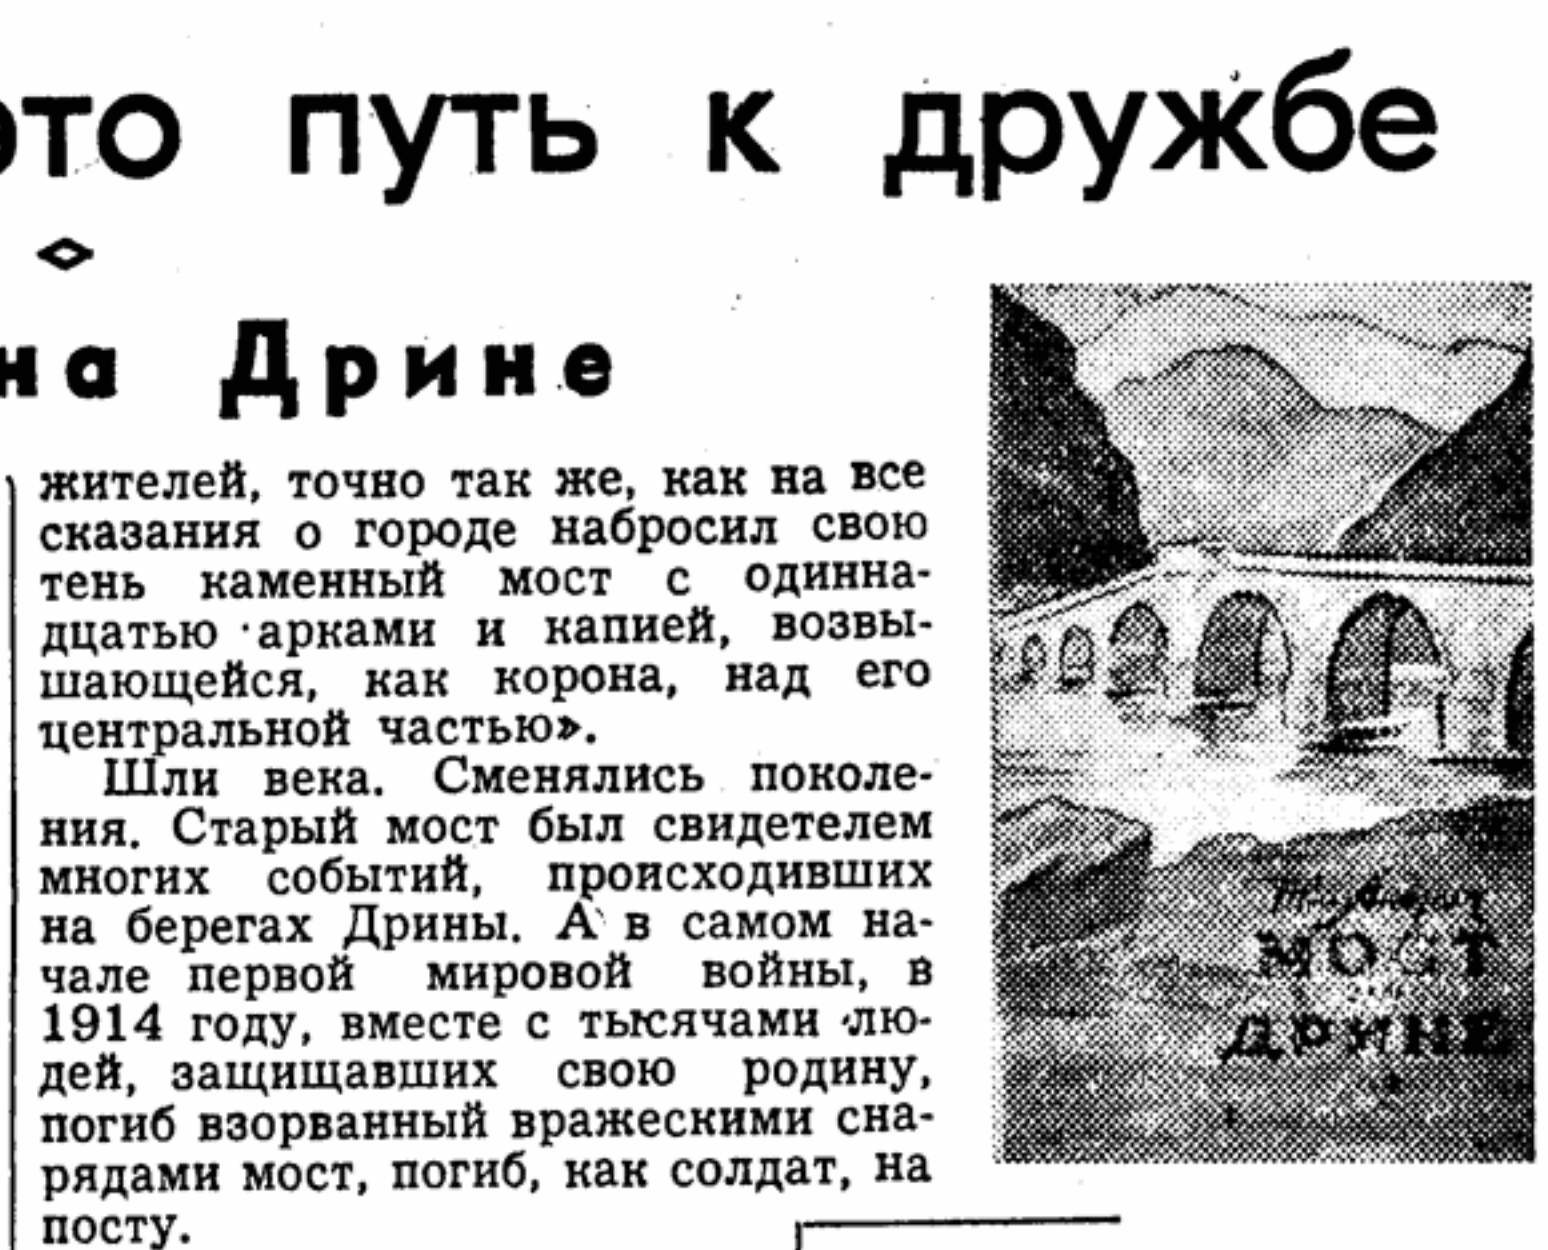 это путь к дружбе
на Дрине
жителей, точно так же, как на все
сказания о городе набросил свою
тень каменный мост с одинна-
дцатью арками и капией, возвы-
шающейся, как корона, над его
центральной частью».
Шли века. Сменялись поколе-
ния. Старый мост был свидетелем
многих событий, происходивших
на берегах Дрины. А в самом на-
чале первой мировой войны, в
1914 году, вместе с тысячами лю-
дей, защищавших свою родину,
погиб взорванный вражескими сна-
рядами мост, погиб, как солдат, на
посту.
МОСТ
ДРИНЕ